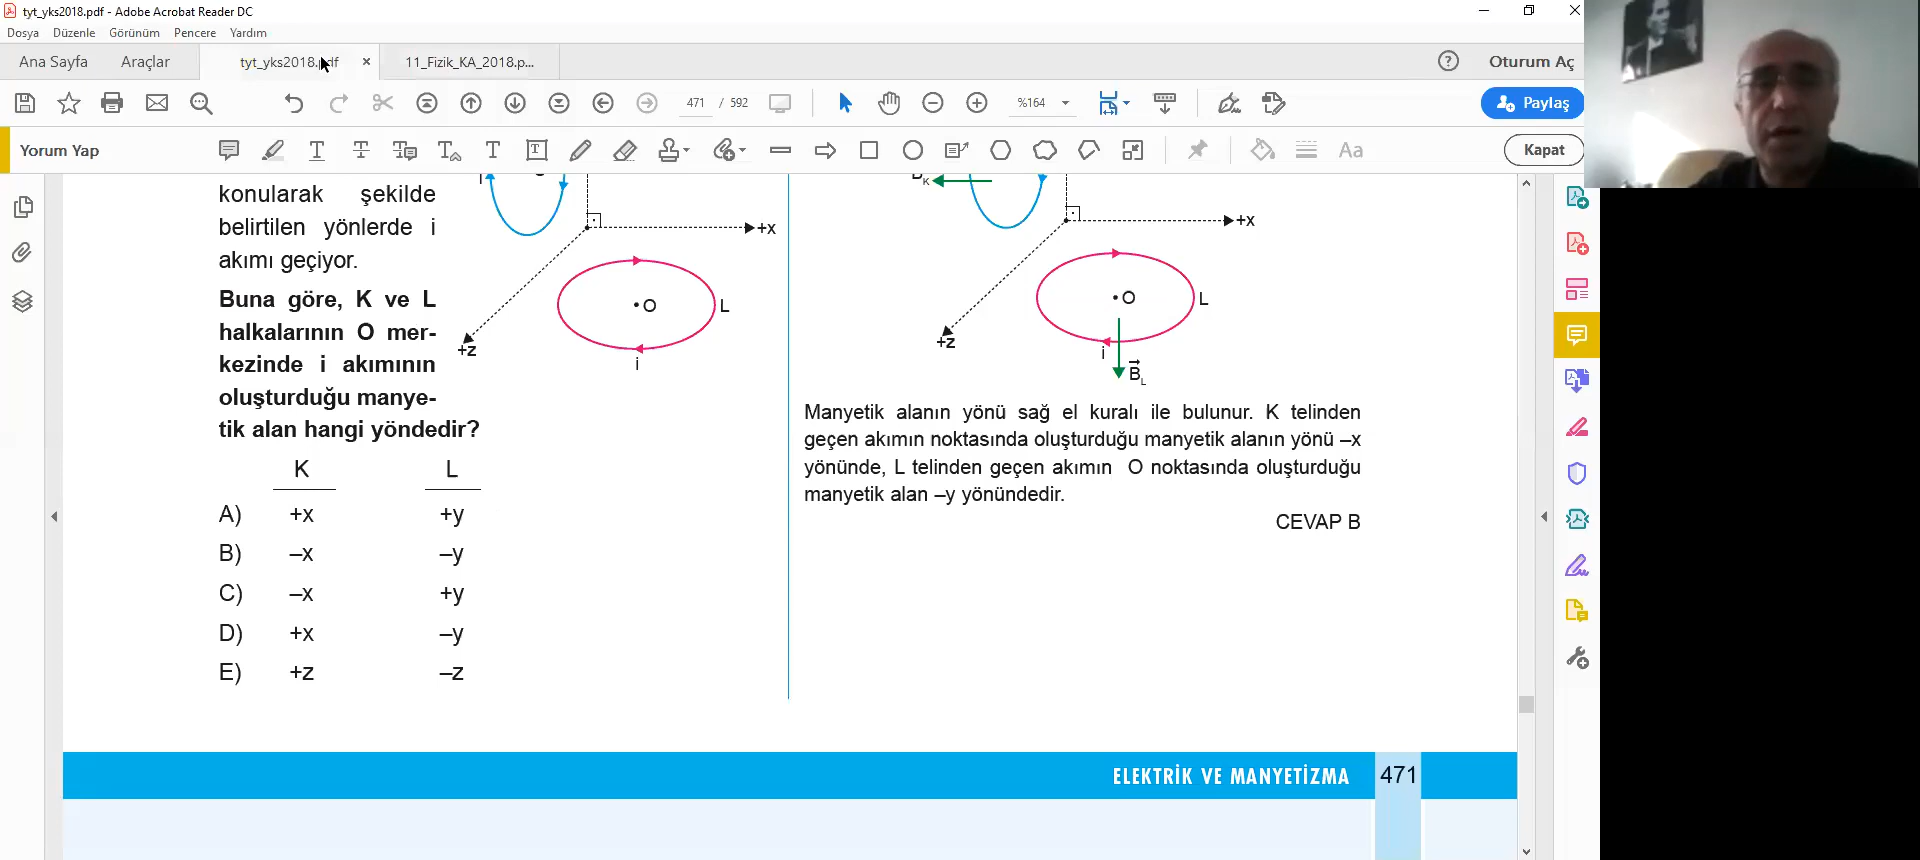 tyt_yks2018.pdf - Adobe Acrobat Reader DC
Dosya Düzenle Görünüm Pencere Yardım
Ana Sayfa Araçlar tyt_yks2018.pdf × 11_Fizik_KA_2018.p... ? Oturum Aç
471 / 592 %164 Paylaş
Yorum Yap Kapat
konularak şekilde
belirtilen yönlerde i
akımı geçiyor.
Buna göre, K ve L
halkalarının O mer-
kezinde i akımının
oluşturduğu manye-
tik alan hangi yöndedir?
i
+x
+z
O
L
i
K L
A) +x +y
B) –x –y
C) –x +y
D) +x –y
E) +z –z
BK
+x
+z
O
L
i
BL
Manyetik alanın yönü sağ el kuralı ile bulunur. K telinden
geçen akımın noktasında oluşturduğu manyetik alanın yönü –x
yönünde, L telinden geçen akımın O noktasında oluşturduğu
manyetik alan –y yönündedir.
CEVAP B
ELEKTRİK VE MANYETİZMA 471